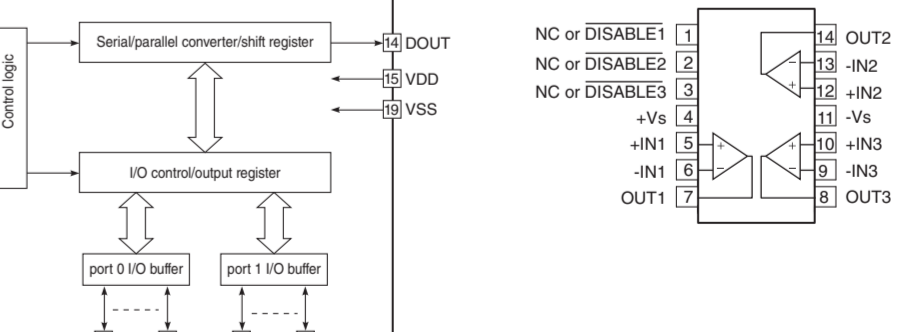 Control logic
Serial/parallel converter/shift register
14 DOUT
15 VDD
19 VSS
I/O control/output register
port 0 I/O buffer
port 1 I/O buffer
NC or DISABLE1 1
NC or DISABLE2 2
NC or DISABLE3 3
+Vs 4
+IN1 5 +
-IN1 6 -
OUT1 7
14 OUT2
- 13 -IN2
+ 12 +IN2
11 -Vs
+ 10 +IN3
- 9 -IN3
8 OUT3